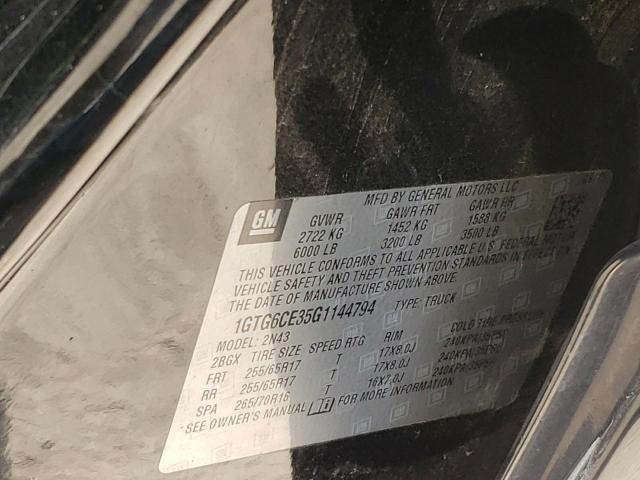 MFD BY GENERAL MOTORS LLC
GM GVWR GAWR FRT GAWR RR
2722 KG 1452 KG 1588 KG
6000 LB 3200 LB 3500 LB
THIS VEHICLE CONFORMS TO ALL APPLICABLE U.S. FEDERAL MOTOR
VEHICLE SAFETY AND THEFT PREVENTION STANDARDS IN EFFECT ON
THE DATE OF MANUFACTURE SHOWN ABOVE.
1GTG6CE35G1144794 TYPE: TRUCK
MODEL: 2N43
2BGX TIRE SIZE SPEED RTG RIM COLD TIRE PRESSURE
FRT 255/65R17 T 17X8.0J 240KPA/35PSI
RR 255/65R17 T 17X8.0J 240KPA/35PSI
SPA 265/70R16 T 16X7.0J 240KPA/35PSI
*SEE OWNER'S MANUAL FOR MORE INFORMATION.